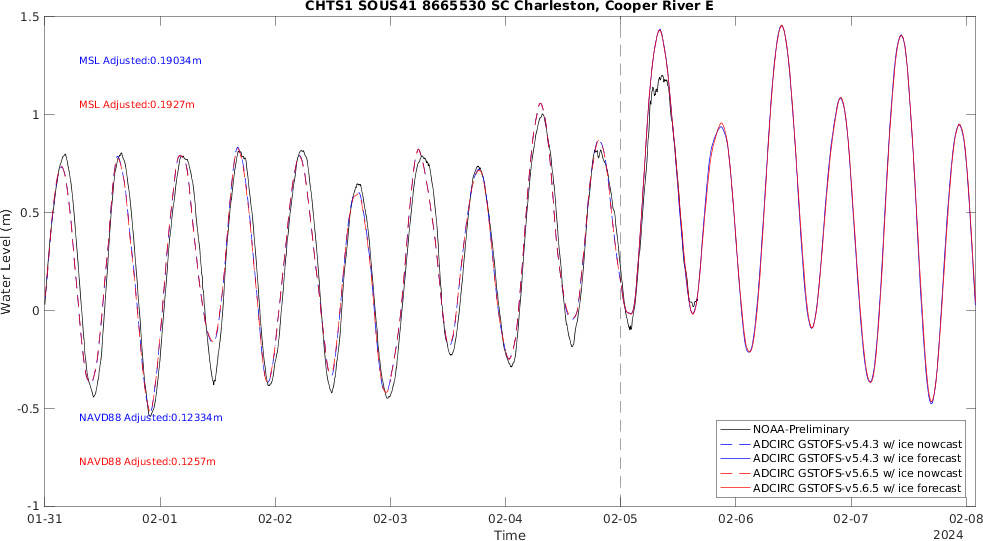 CHTS1 SOUS41 8665530 SC Charleston, Cooper River E
1.5
1
0.5
0
-0.5
-1
Water Level (m)
MSL Adjusted:0.19034m
MSL Adjusted:0.1927m
NAVD88 Adjusted:0.12334m
NAVD88 Adjusted:0.1257m
NOAA-Preliminary
ADCIRC GSTOFS-v5.4.3 w/ ice nowcast
ADCIRC GSTOFS-v5.4.3 w/ ice forecast
ADCIRC GSTOFS-v5.6.5 w/ ice nowcast
ADCIRC GSTOFS-v5.6.5 w/ ice forecast
01-31 02-01 02-02 02-03 02-04 02-05 02-06 02-07 02-08
Time
2024